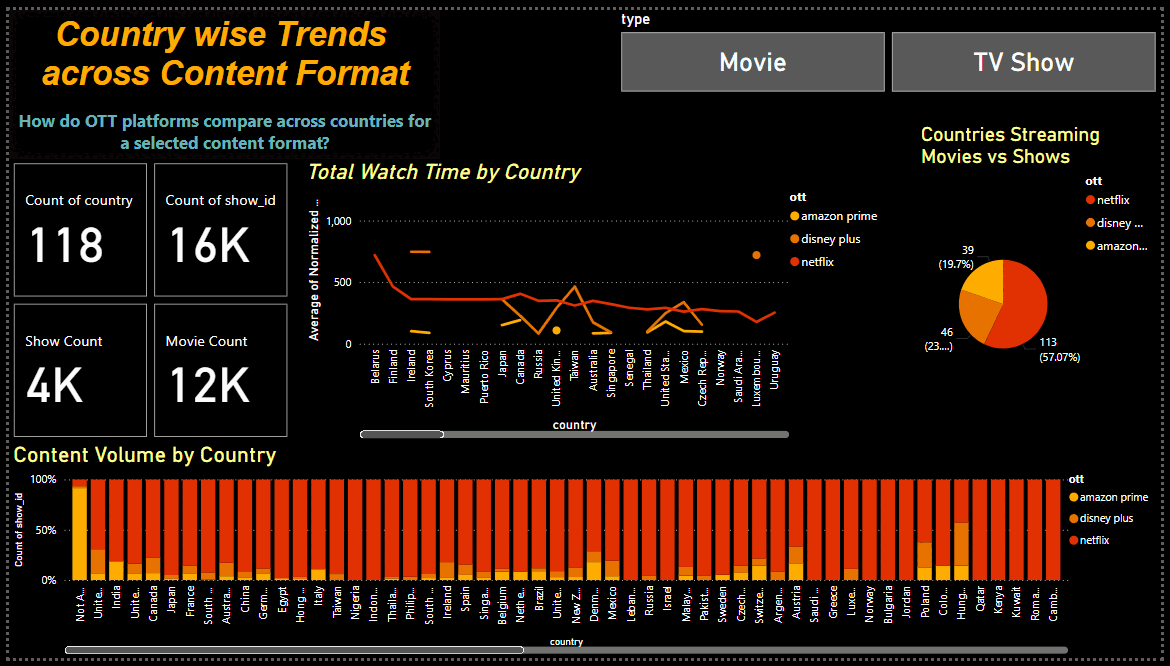 Country wise Trends
across Content Format
How do OTT platforms compare across countries for
a selected content format?
type
Movie
TV Show
Count of country
118
Count of show_id
16K
Show Count
4K
Movie Count
12K
Total Watch Time by Country
Average of Normalized ...
1,000
500
0
Belarus
Finland
Ireland
South Korea
Cyprus
Mauritius
Puerto Rico
Japan
Canada
Russia
United Kin...
Taiwan
Australia
Singapore
Senegal
Thailand
United Sta...
Mexico
Czech Rep...
Norway
Saudi Ara...
Luxembou...
Uruguay
country
ott
amazon prime
disney plus
netflix
Countries Streaming
Movies vs Shows
ott
netflix
disney ...
amazon...
39
(19.7%)
46
(23....)
113
(57.07%)
Content Volume by Country
Count of show_id
100%
50%
0%
Not A...
Unite...
India
Unite...
Canada
Japan
France
South...
Austra...
China
Germ...
Egypt
Hong...
Italy
Taiwan
Nigeria
Indon...
Thaila...
Philip...
South...
Ireland
Spain
Singa...
Belgium
Nethe...
Brazil
Unite...
New Z...
Denm...
Mexico
Leban...
Russia
Israel
Malay...
Pakist...
Sweden
Czech...
Switze...
Argen...
Austria
Saudi...
Greece
Luxe...
Norway
Bulgaria
Jordan
Poland
Colo...
Hung...
Qatar
Kenya
Kuwait
Roma...
Camb...
country
ott
amazon prime
disney plus
netflix